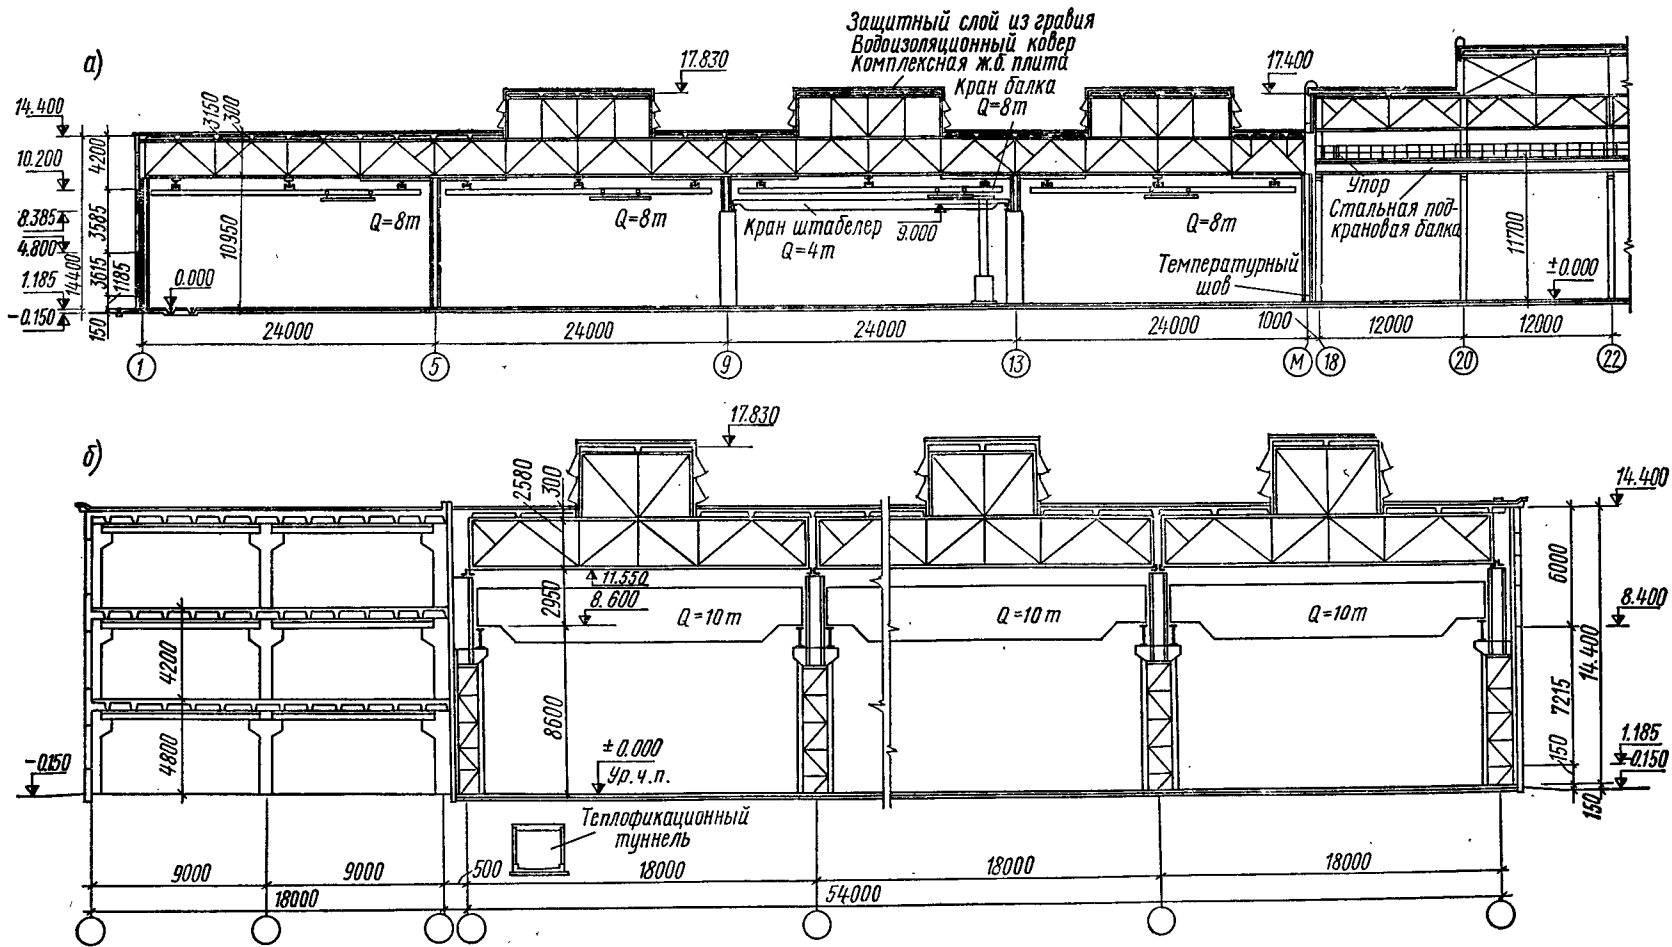 а)
Защитный слой из гравия
Водоизоляционный ковер
Комплексная ж.б. плита
Кран балка
Q=8т
17.830
17.400
14.400
10.200
8.385
4.800
1.185
-0.150
4200
3585
3615
1185
150
14400
3150
300
10950
0.000
Q=8т
Q=8т
Кран штабелер
Q=4т
9.000
Q=8т
Температурный
шов
Упор
Стальная под-
крановая балка
11700
±0.000
24000
24000
24000
24000
1000
12000
12000
1
5
9
13
М
18
20
22
б)
17.830
2580
300
14.400
11.550
8.600
2950
8600
Q=10т
Q=10т
Q=10т
6000
14.400
8.400
7215
150
1.185
-0.150
150
4200
4800
-0.150
±0.000
Ур.ч.п.
Теплофикационный
туннель
9000
9000
500
18000
18000
18000
18000
54000